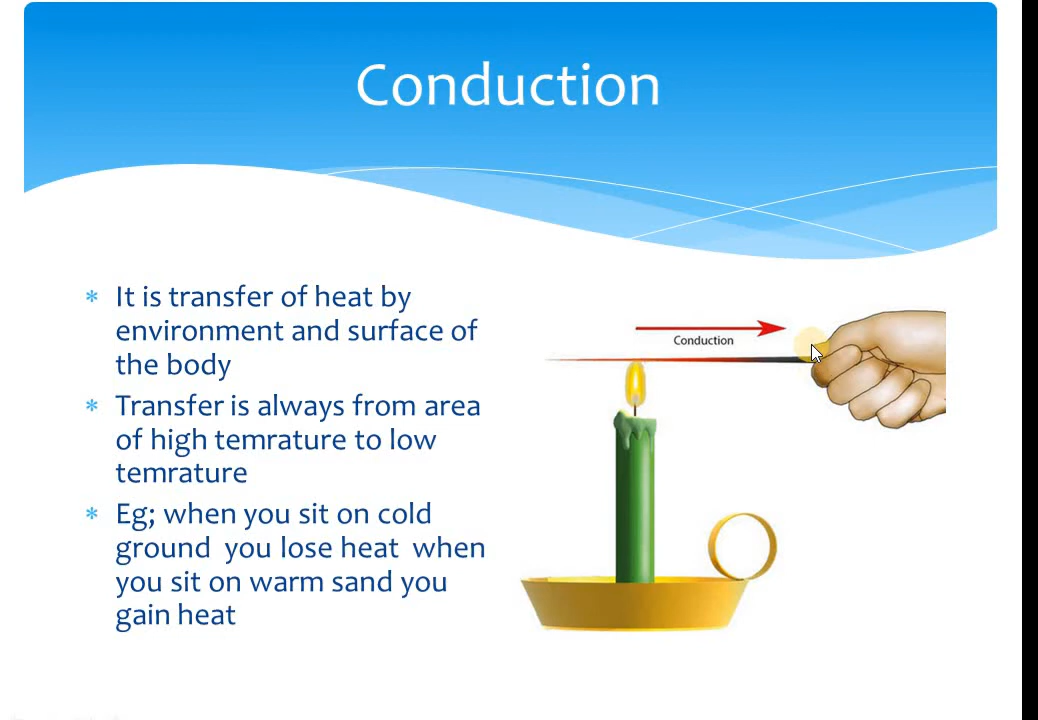 Conduction
* It is transfer of heat by
environment and surface of
the body
* Transfer is always from area
of high temrature to low
temrature
* Eg; when you sit on cold
ground you lose heat when
you sit on warm sand you
gain heat
Conduction